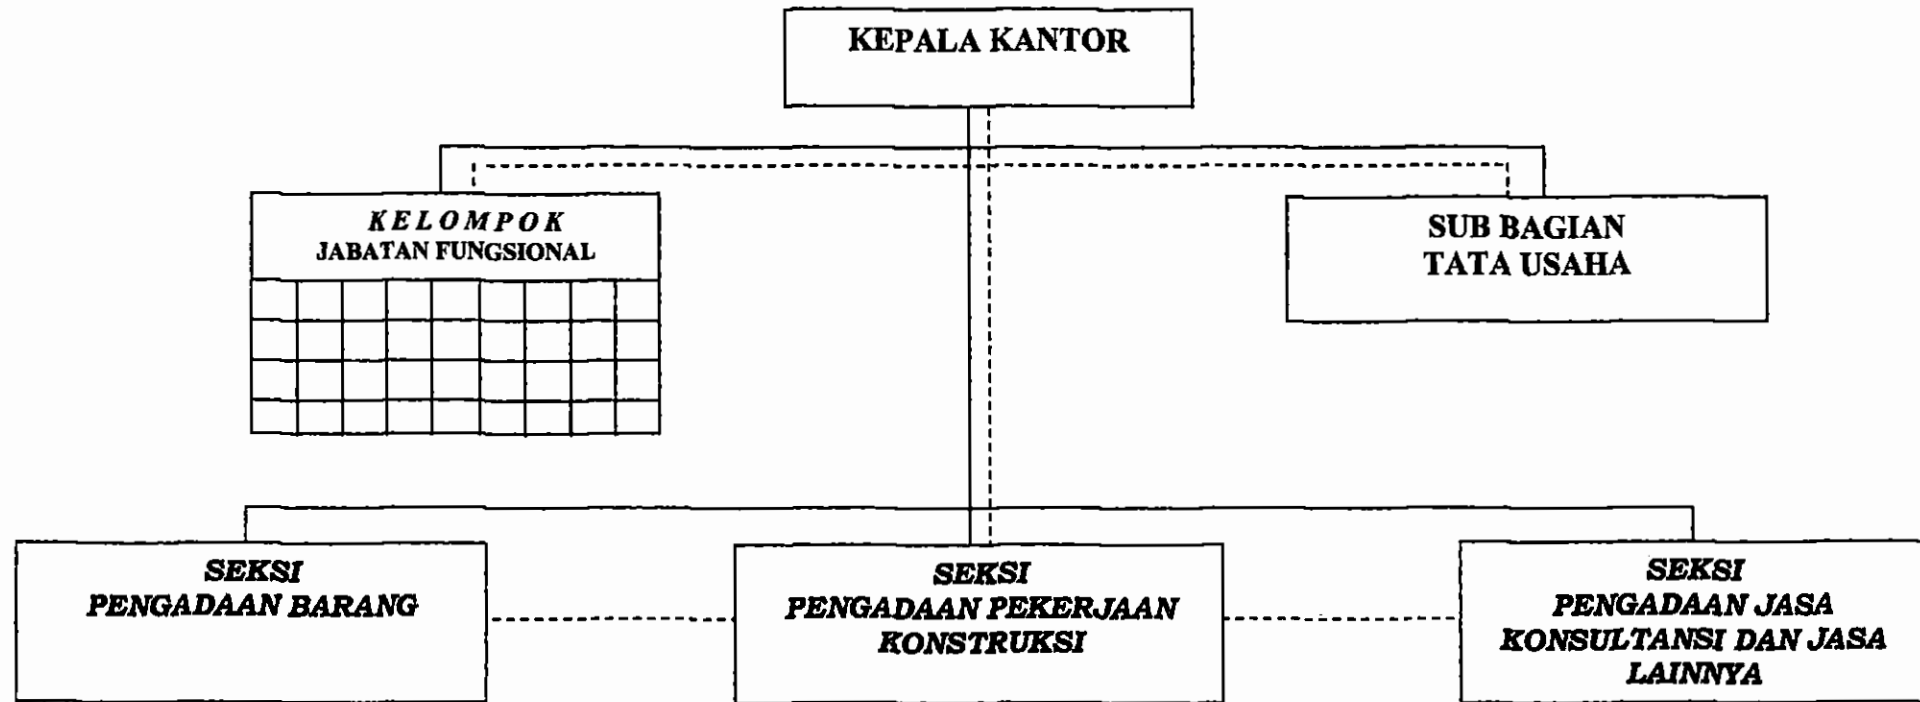 KEPALA KANTOR
KELOMPOK
JABATAN FUNGSIONAL
SUB BAGIAN
TATA USAHA
SEKSI
PENGADAAN BARANG
SEKSI
PENGADAAN PEKERJAAN
KONSTRUKSI
SEKSI
PENGADAAN JASA
KONSULTANSI DAN JASA
LAINNYA